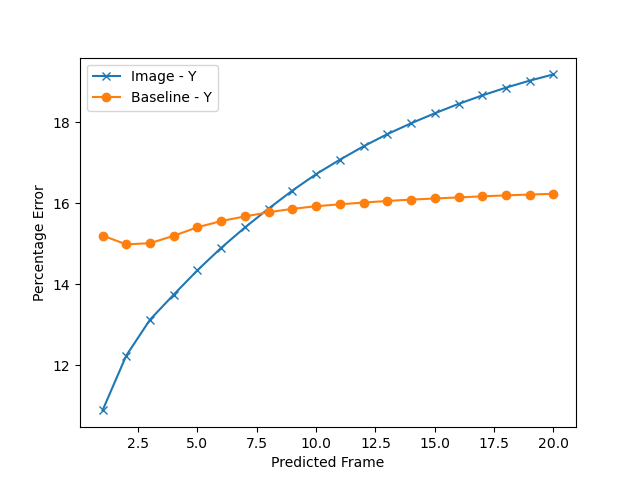 Image - Y
Baseline - Y
Percentage Error
18
16
14
12
2.5 5.0 7.5 10.0 12.5 15.0 17.5 20.0
Predicted Frame